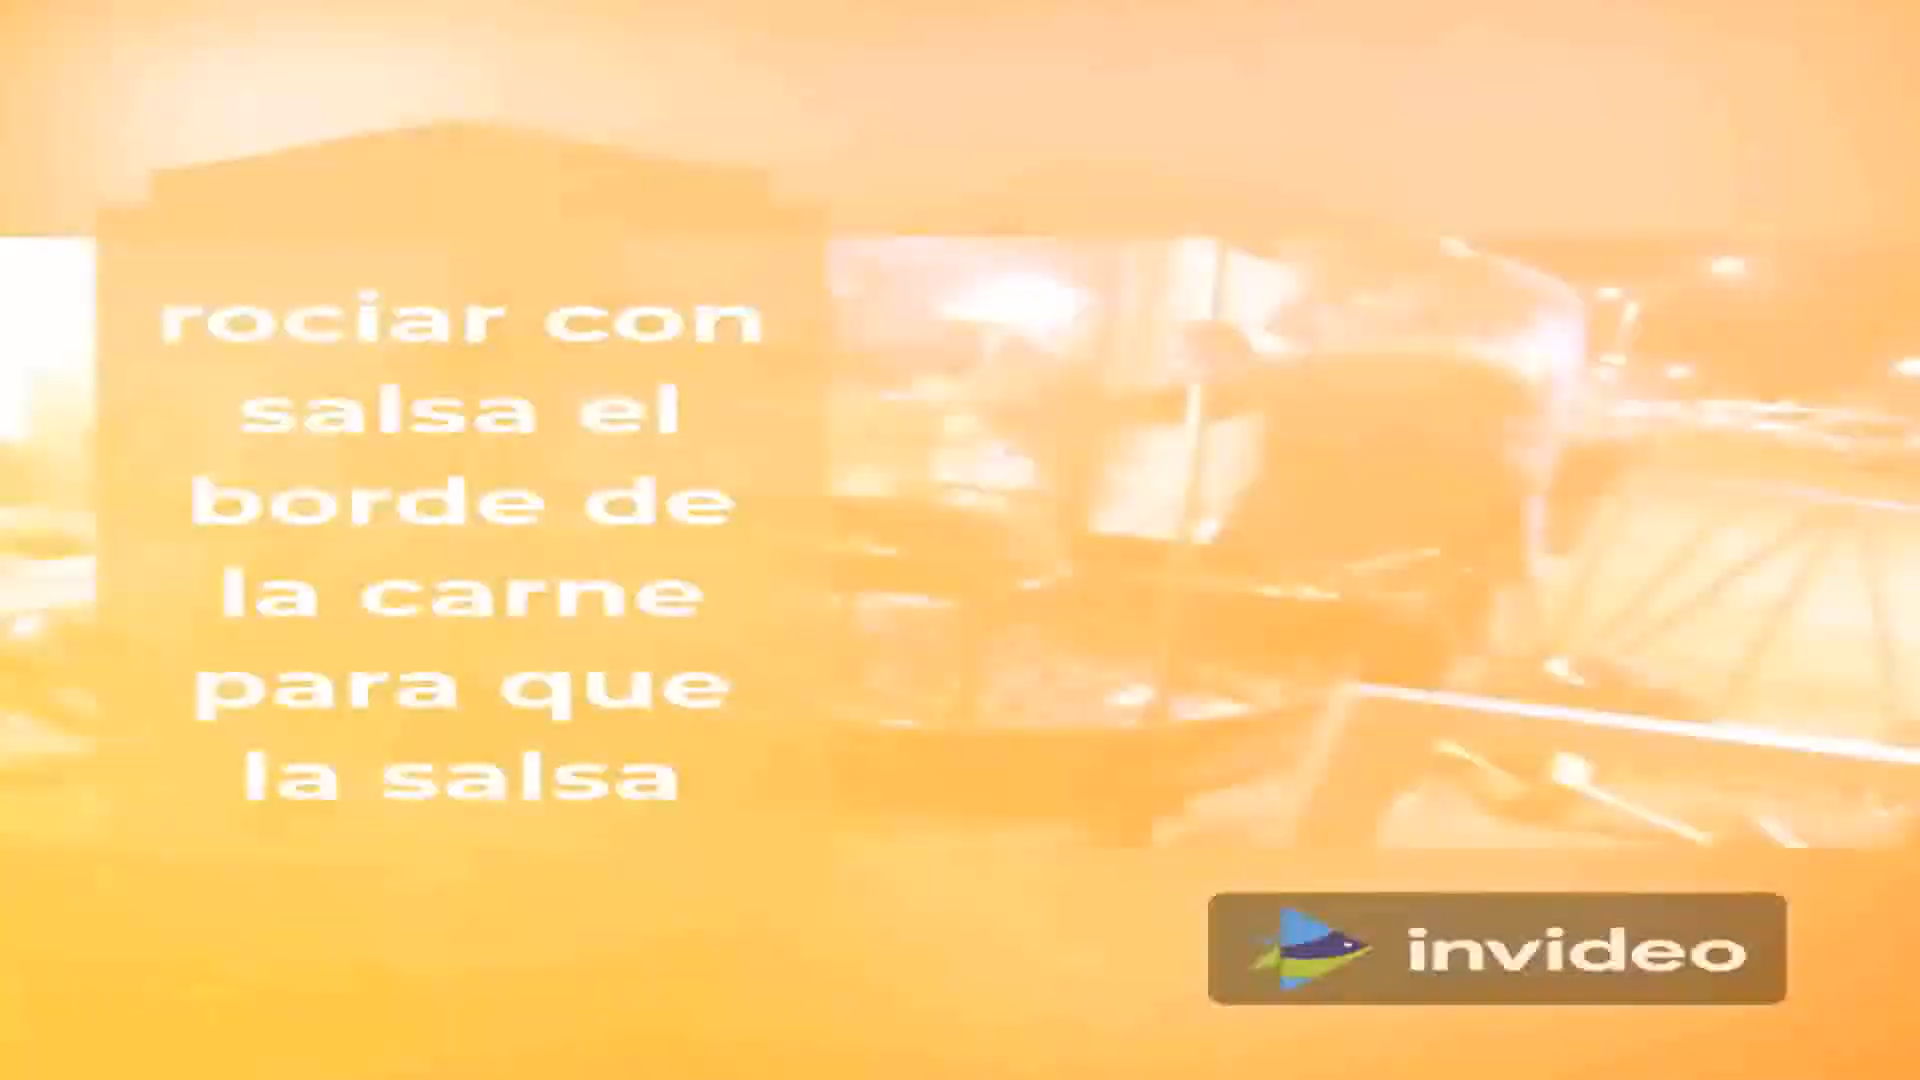 rociar con
salsa el
borde de
la carne
para que
la salsa
invideo